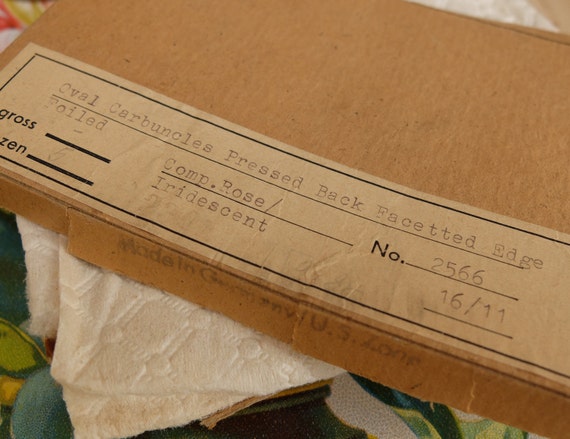 Oval Carbuncles Pressed Back Facetted Edge
Foiled
gross
zen
Comp.Rose/
Iridescent
No. 2566
16/11
Made in Germany, U.S. Zone